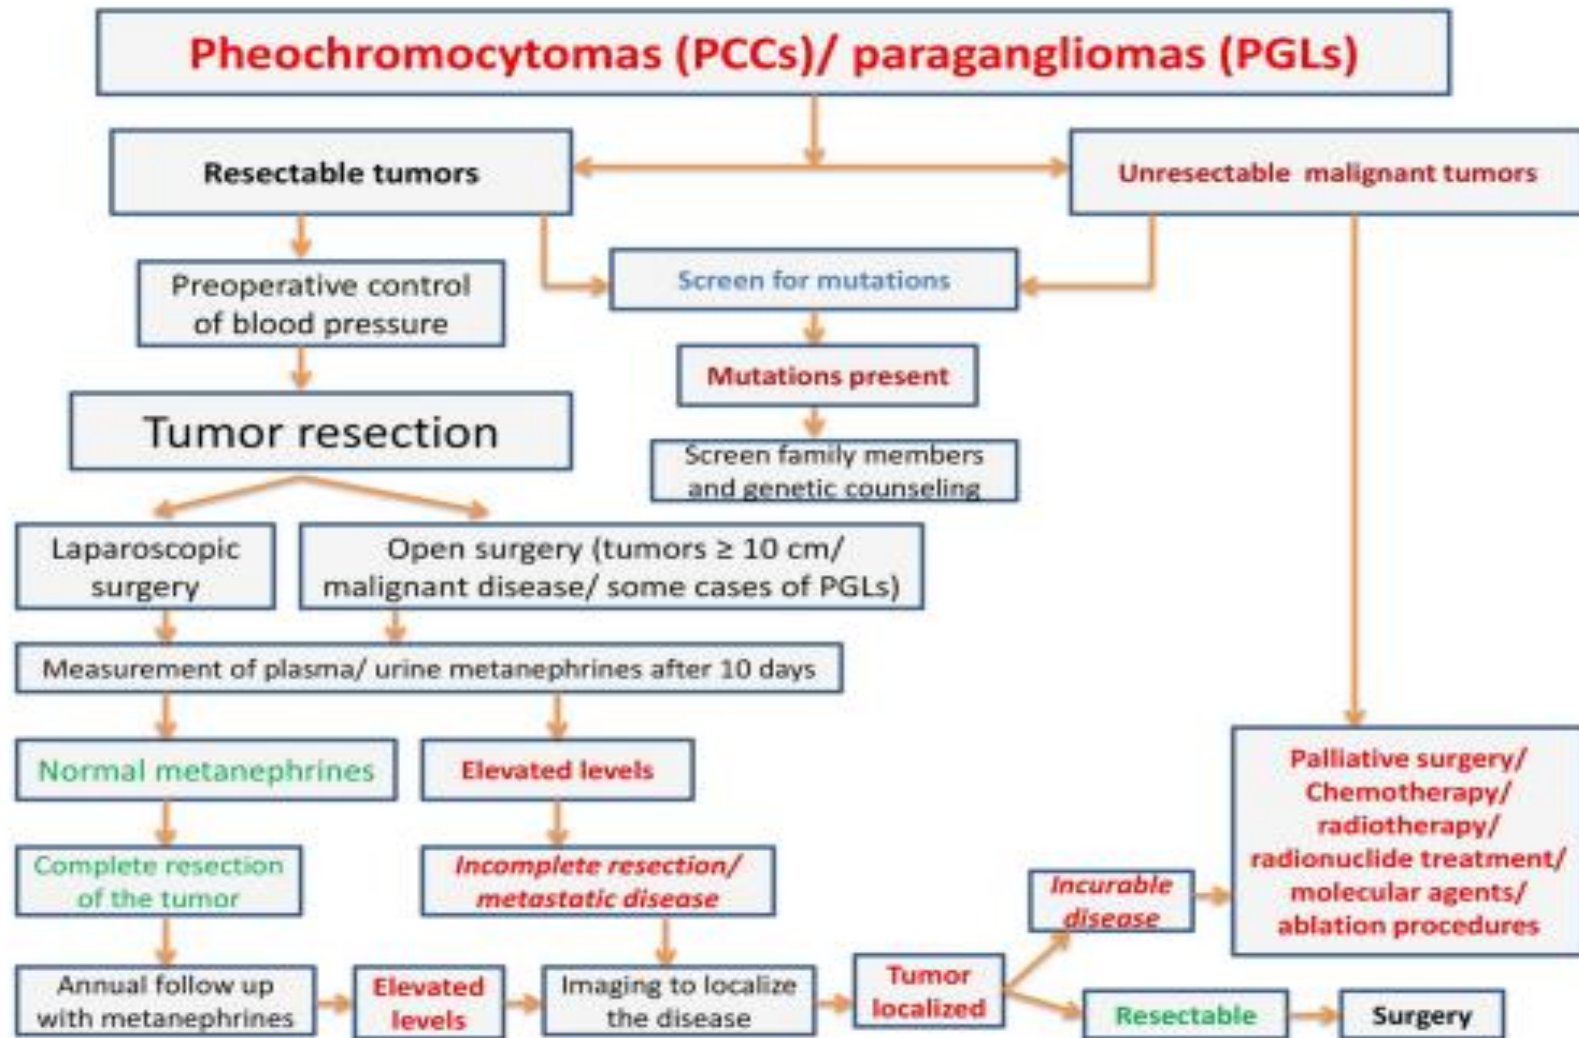 Pheochromocytomas (PCCs)/ paragangliomas (PGLs)
Resectable tumors
Unresectable malignant tumors
Preoperative control
of blood pressure
Screen for mutations
Mutations present
Tumor resection
Screen family members
and genetic counseling
Laparoscopic
surgery
Open surgery (tumors ≥ 10 cm/
malignant disease/ some cases of PGLs)
Measurement of plasma/ urine metanephrines after 10 days
Normal metanephrines
Elevated levels
Palliative surgery/
Chemotherapy/
radiotherapy/
radionuclide treatment/
molecular agents/
ablation procedures
Complete resection
of the tumor
Incomplete resection/
metastatic disease
Incurable
disease
Annual follow up
with metanephrines
Elevated
levels
Imaging to localize
the disease
Tumor
localized
Resectable
Surgery